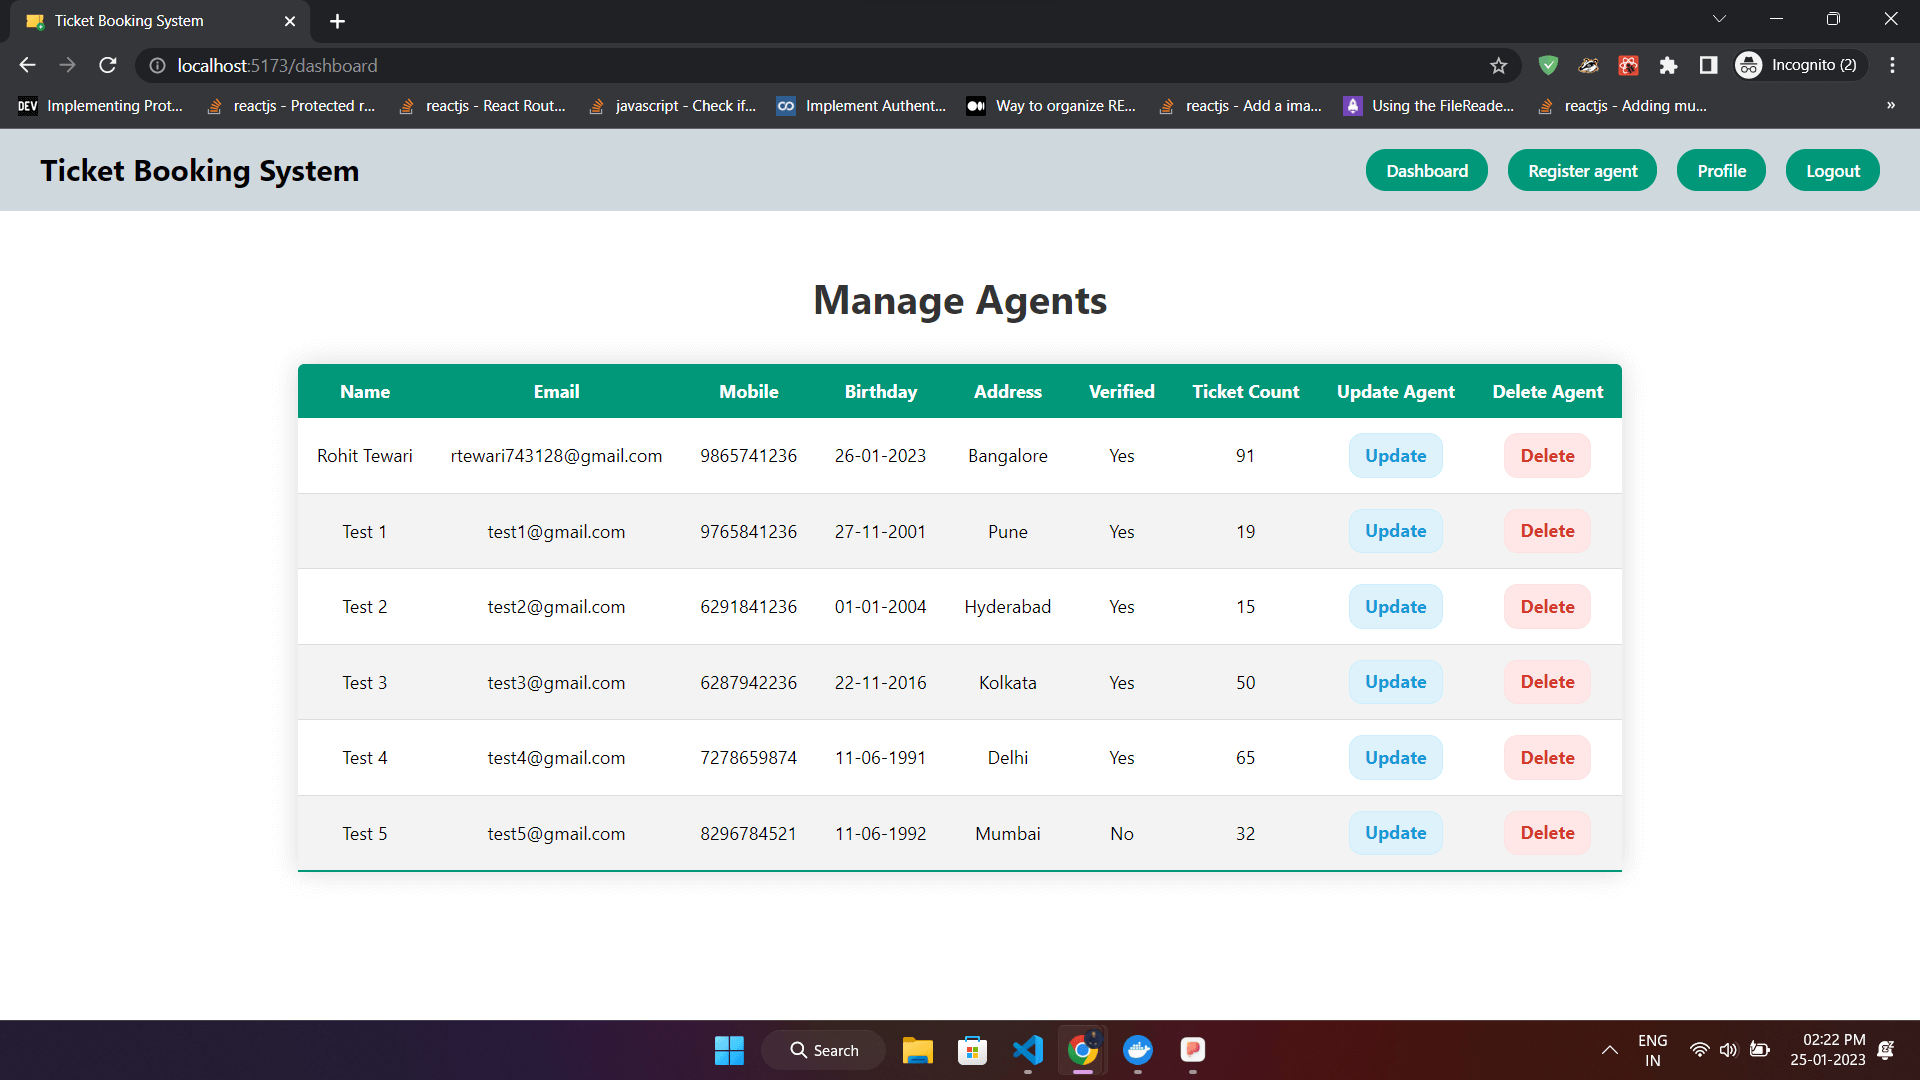 Ticket Booking System
localhost:5173/dashboard
Incognito (2)
DEV Implementing Prot... reactjs - Protected r... reactjs - React Rout... javascript - Check if... Implement Authent... Way to organize RE... reactjs - Add a ima... Using the FileReade... reactjs - Adding mu... »
Ticket Booking System Dashboard Register agent Profile Logout
Manage Agents
Name Email Mobile Birthday Address Verified Ticket Count Update Agent Delete Agent
Rohit Tewari rtewari743128@gmail.com 9865741236 26-01-2023 Bangalore Yes 91 Update Delete
Test 1 test1@gmail.com 9765841236 27-11-2001 Pune Yes 19 Update Delete
Test 2 test2@gmail.com 6291841236 01-01-2004 Hyderabad Yes 15 Update Delete
Test 3 test3@gmail.com 6287942236 22-11-2016 Kolkata Yes 50 Update Delete
Test 4 test4@gmail.com 7278659874 11-06-1991 Delhi Yes 65 Update Delete
Test 5 test5@gmail.com 8296784521 11-06-1992 Mumbai No 32 Update Delete
Search
ENG
IN
02:22 PM
25-01-2023